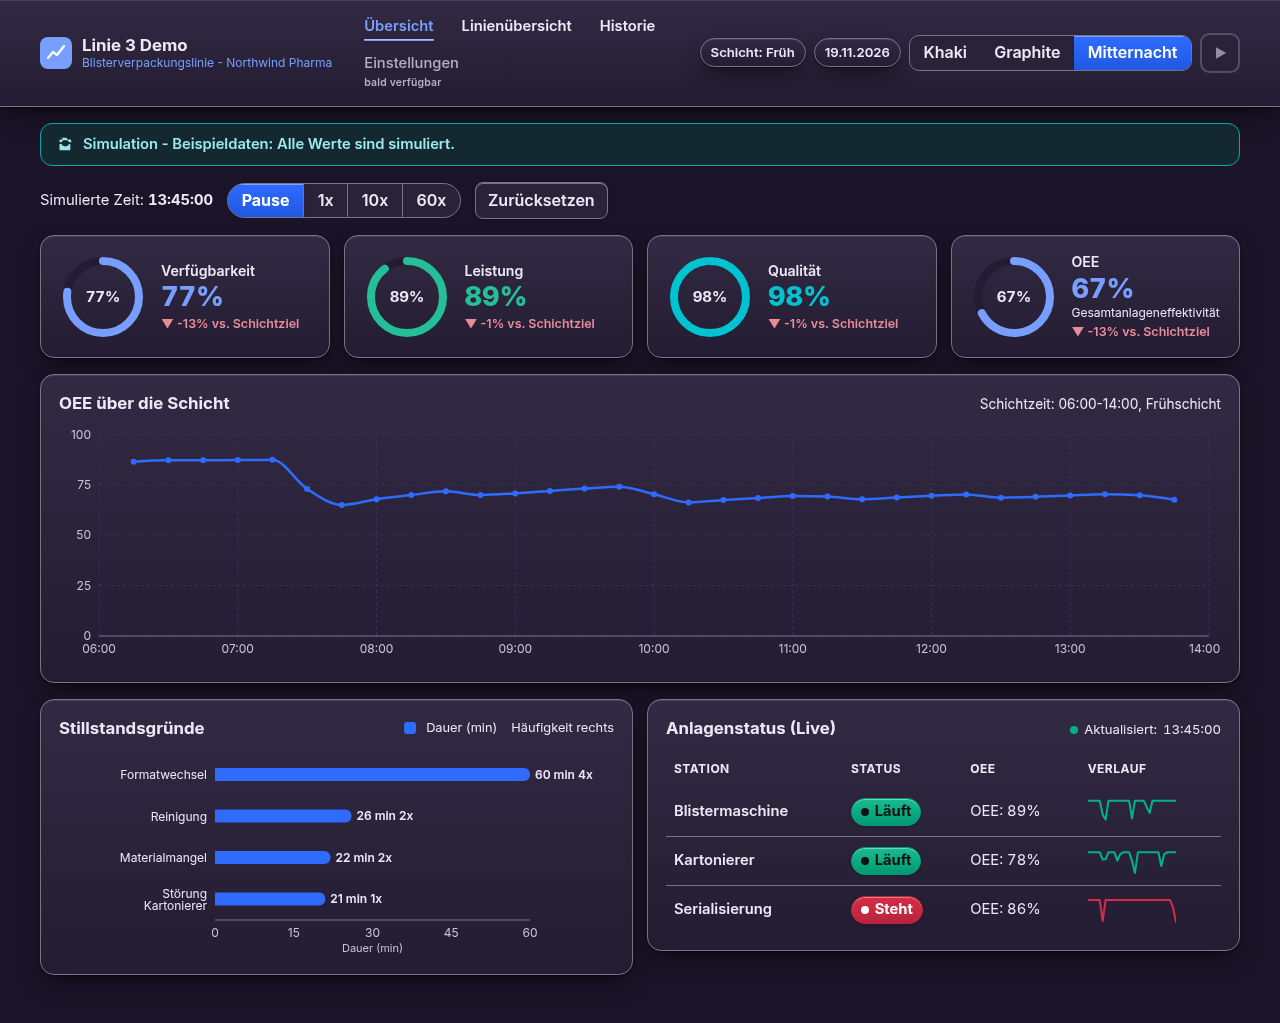 Linie 3 Demo
Blisterverpackungslinie - Northwind Pharma
Übersicht
Linienübersicht
Historie
Einstellungen
bald verfügbar
Schicht: Früh
19.11.2026
Khaki
Graphite
Mitternacht
Simulation - Beispieldaten: Alle Werte sind simuliert.
Simulierte Zeit: 13:45:00
Pause
1x
10x
60x
Zurücksetzen
77%
Verfügbarkeit
77%
▼ -13% vs. Schichtziel
89%
Leistung
89%
▼ -1% vs. Schichtziel
98%
Qualität
98%
▼ -1% vs. Schichtziel
67%
OEE
67%
Gesamtanlageneffektivität
▼ -13% vs. Schichtziel
OEE über die Schicht
Schichtzeit: 06:00-14:00, Frühschicht
100
75
50
25
0
06:00
07:00
08:00
09:00
10:00
11:00
12:00
13:00
14:00
Stillstandsgründe
Dauer (min)
Häufigkeit rechts
Formatwechsel
60 min 4x
Reinigung
26 min 2x
Materialmangel
22 min 2x
Störung
Kartonierer
21 min 1x
0
15
30
45
60
Dauer (min)
Anlagenstatus (Live)
Aktualisiert: 13:45:00
STATION
STATUS
OEE
VERLAUF
Blistermaschine
Läuft
OEE: 89%
Kartonierer
Läuft
OEE: 78%
Serialisierung
Steht
OEE: 86%